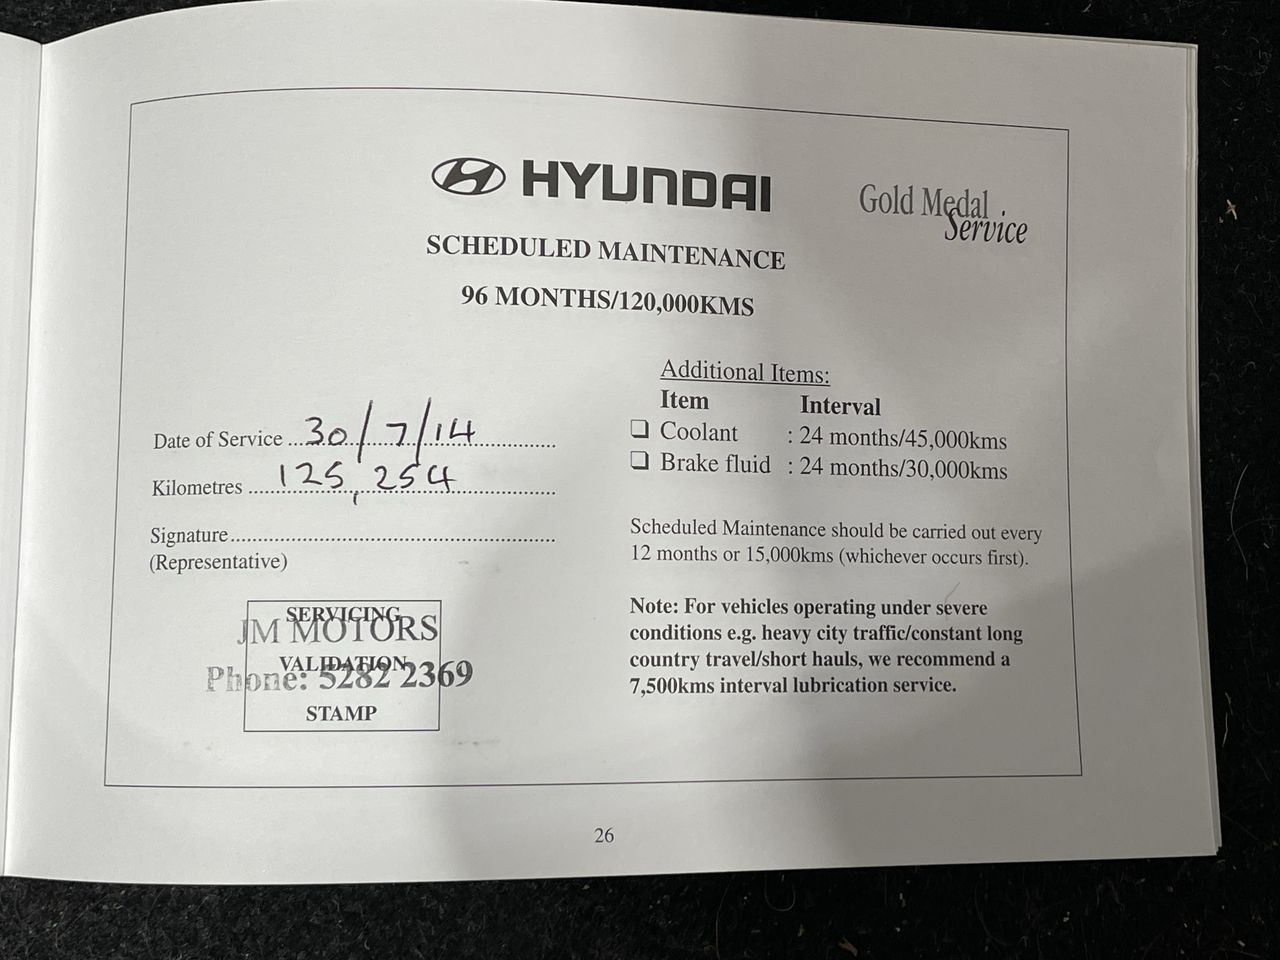 HYUNDAI
Gold Medal
Service
SCHEDULED MAINTENANCE
96 MONTHS/120,000KMS
Date of Service 30/7/14
Kilometres 125,254
Signature
(Representative)
SERVICING
JM MOTORS
VALIDATION
Phone: 5282 2369
STAMP
Additional Items:
Item Interval
☐ Coolant : 24 months/45,000kms
☐ Brake fluid : 24 months/30,000kms
Scheduled Maintenance should be carried out every
12 months or 15,000kms (whichever occurs first).
Note: For vehicles operating under severe
conditions e.g. heavy city traffic/constant long
country travel/short hauls, we recommend a
7,500kms interval lubrication service.
26